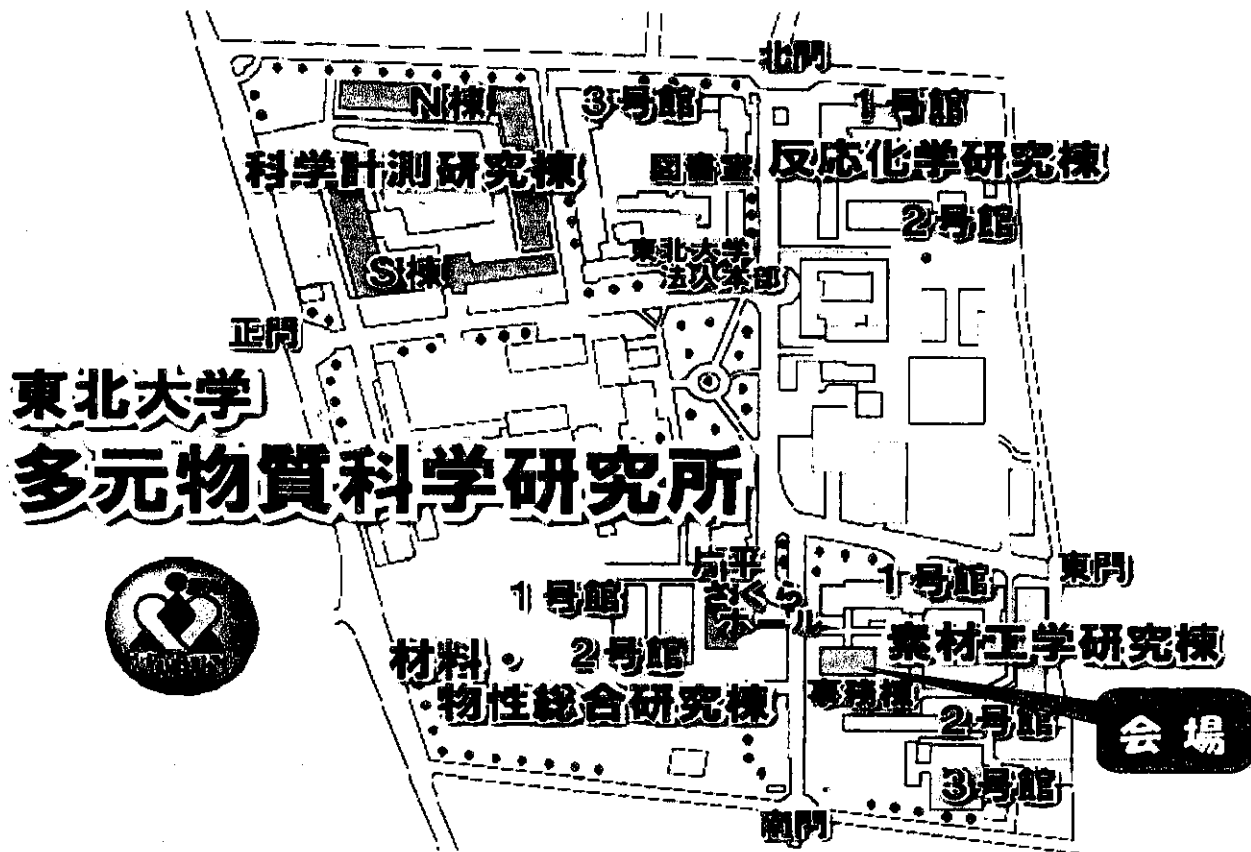 北門
N棟
3号館
1号館
科学計測研究棟
図書室
反応化学研究棟
2号館
東北大学
法人本部
S棟
正門
東北大学
多元物質科学研究所
片平
さくら
ホール
1号館
東門
1号館
素材工学研究棟
材料
2号館
物性総合研究棟
事務棟
会場
2号館
3号館
南門